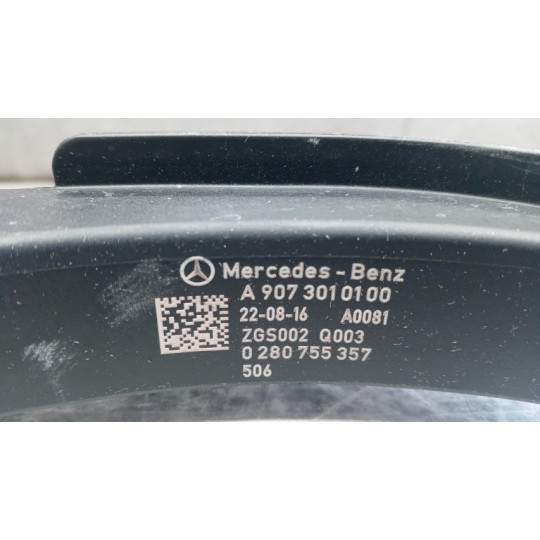 Mercedes-Benz
A 907 301 01 00
22-08-16 A0081
ZGS002 Q003
0 280 755 357
506